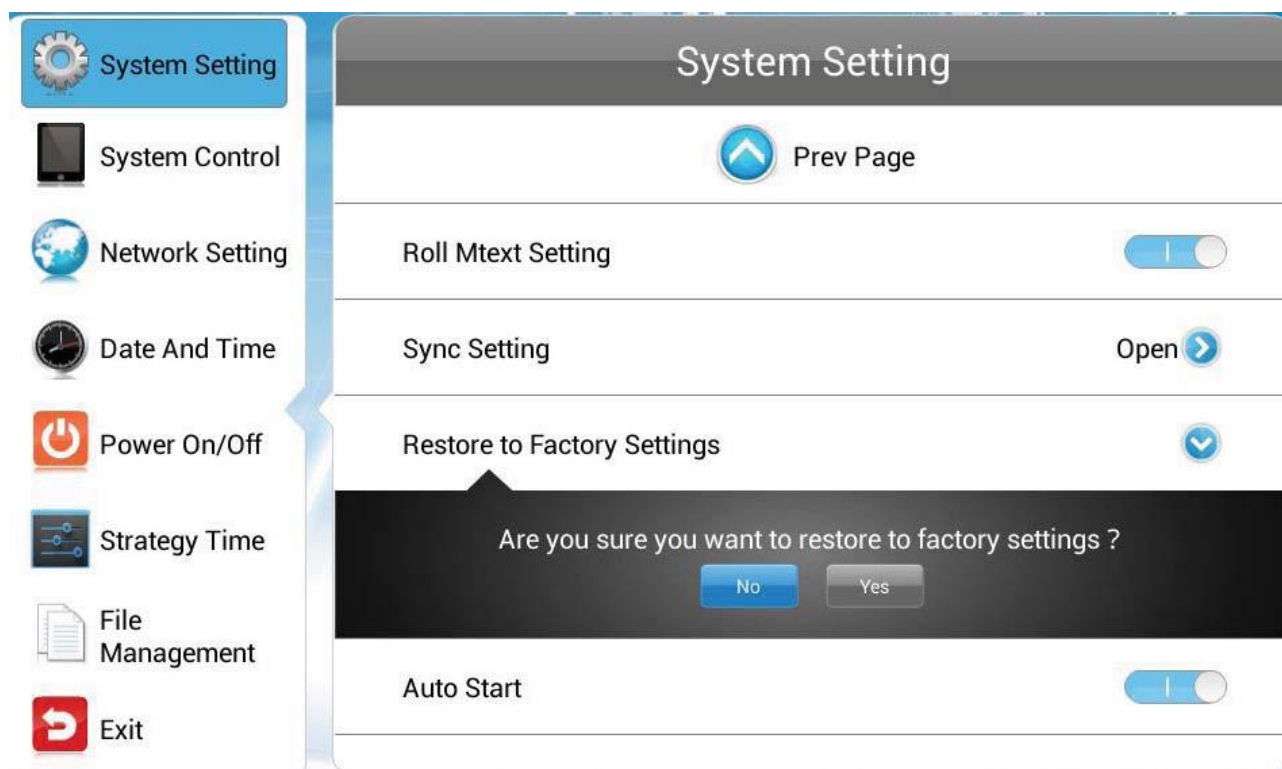 System Setting
System Control
Network Setting
Date And Time
Power On/Off
Strategy Time
File
Management
Exit
System Setting
Prev Page
Roll Mtext Setting
Sync Setting
Open
Restore to Factory Settings
Are you sure you want to restore to factory settings ?
No
Yes
Auto Start